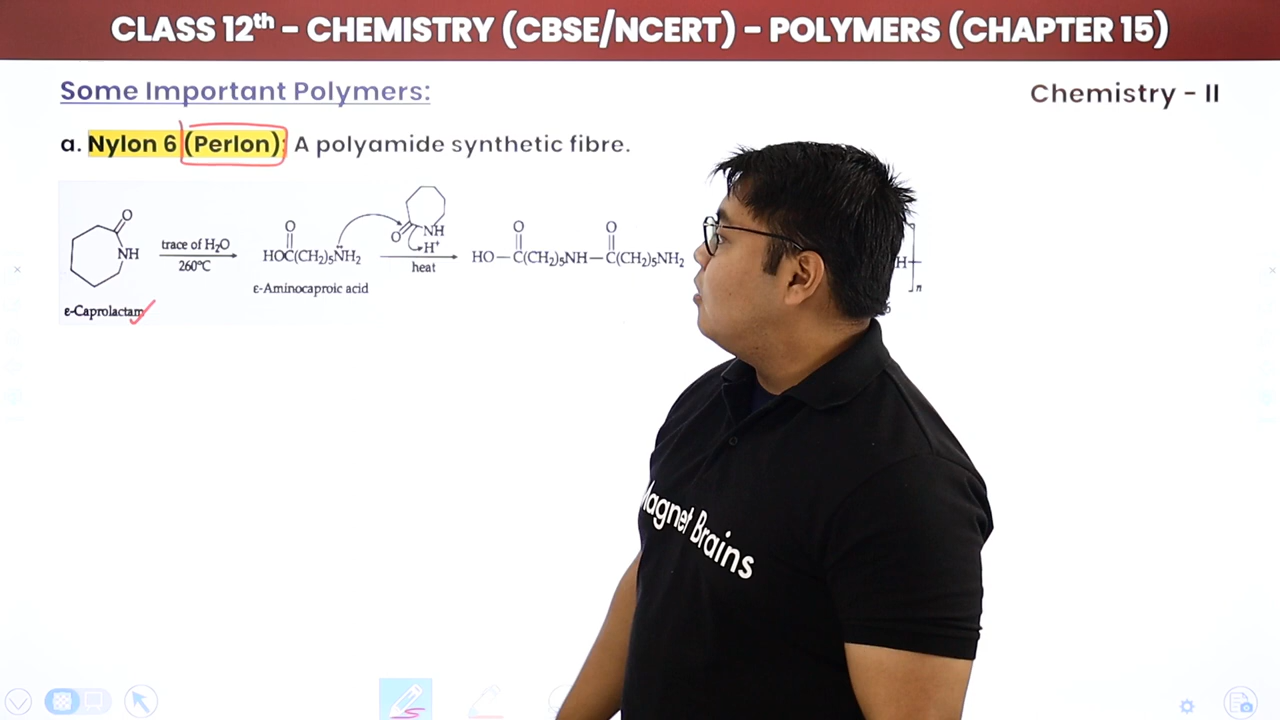 CLASS 12th - CHEMISTRY (CBSE/NCERT) - POLYMERS (CHAPTER 15)
Some Important Polymers:
Chemistry - II
a. Nylon 6 (Perlon): A polyamide synthetic fibre.
O
NH
ε-Caprolactam
trace of H₂O
260°C
O
HOC(CH₂)₅NH₂
ε-Aminocaproic acid
O
NH
H⁺
heat
O O
HO—C(CH₂)₅NH—C(CH₂)₅NH₂
H
n
Magnet Brains